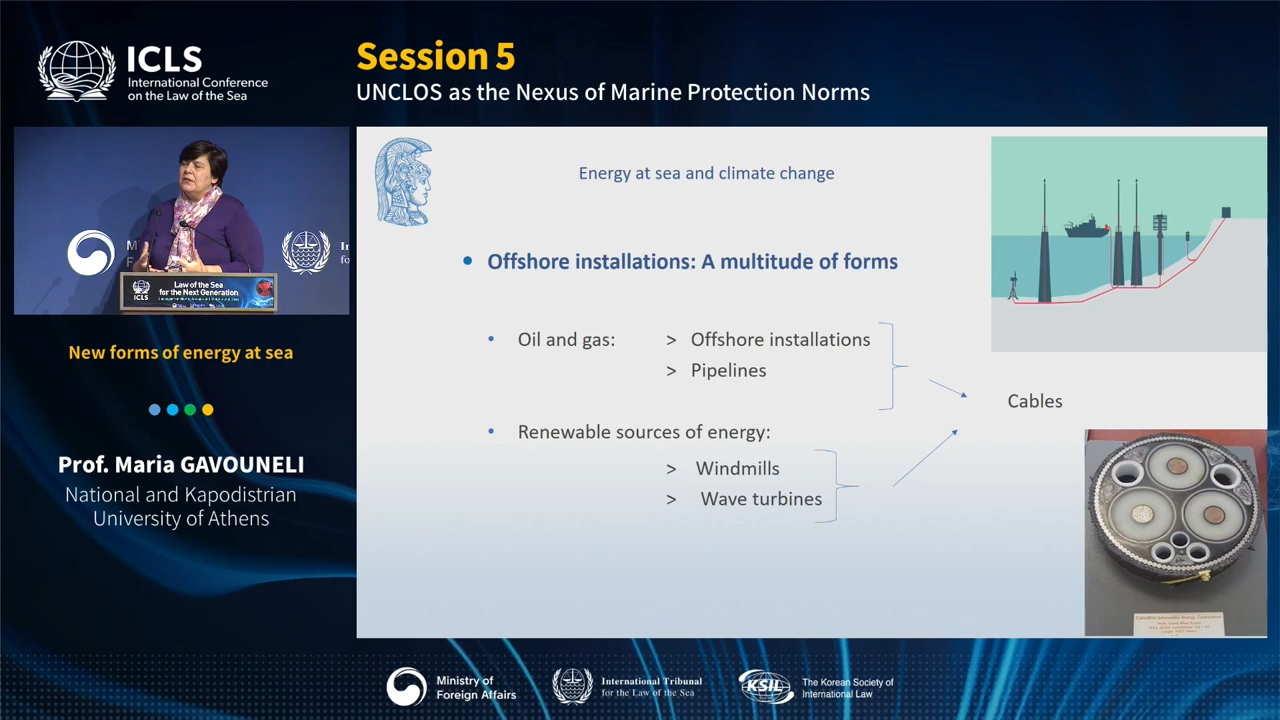 ICLS
International Conference
on the Law of the Sea
Session 5
UNCLOS as the Nexus of Marine Protection Norms
Law of the Sea
for the Next Generation
ICLS
New forms of energy at sea
Prof. Maria GAVOUNELI
National and Kapodistrian
University of Athens
Energy at sea and climate change
• Offshore installations: A multitude of forms
• Oil and gas: > Offshore installations
> Pipelines
Cables
• Renewable sources of energy:
> Windmills
> Wave turbines
Ministry of
Foreign Affairs
International Tribunal
for the Law of the Sea
KSIL
The Korean Society of
International Law